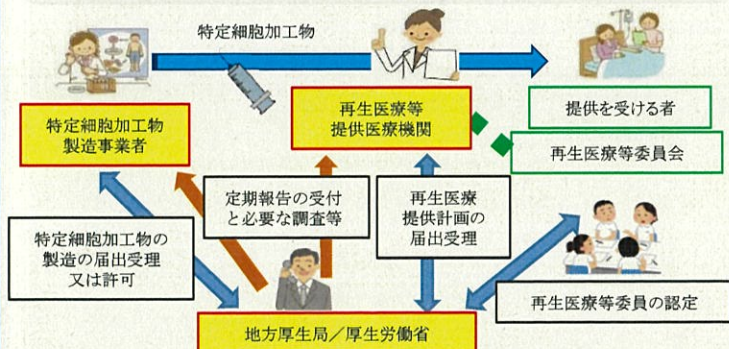 特定細胞加工物
特定細胞加工物
製造事業者
再生医療等
提供医療機関
提供を受ける者
再生医療等委員会
定期報告の受付
と必要な調査等
再生医療
提供計画の
届出受理
特定細胞加工物の
製造の届出受理
又は許可
再生医療等委員の認定
地方厚生局／厚生労働省